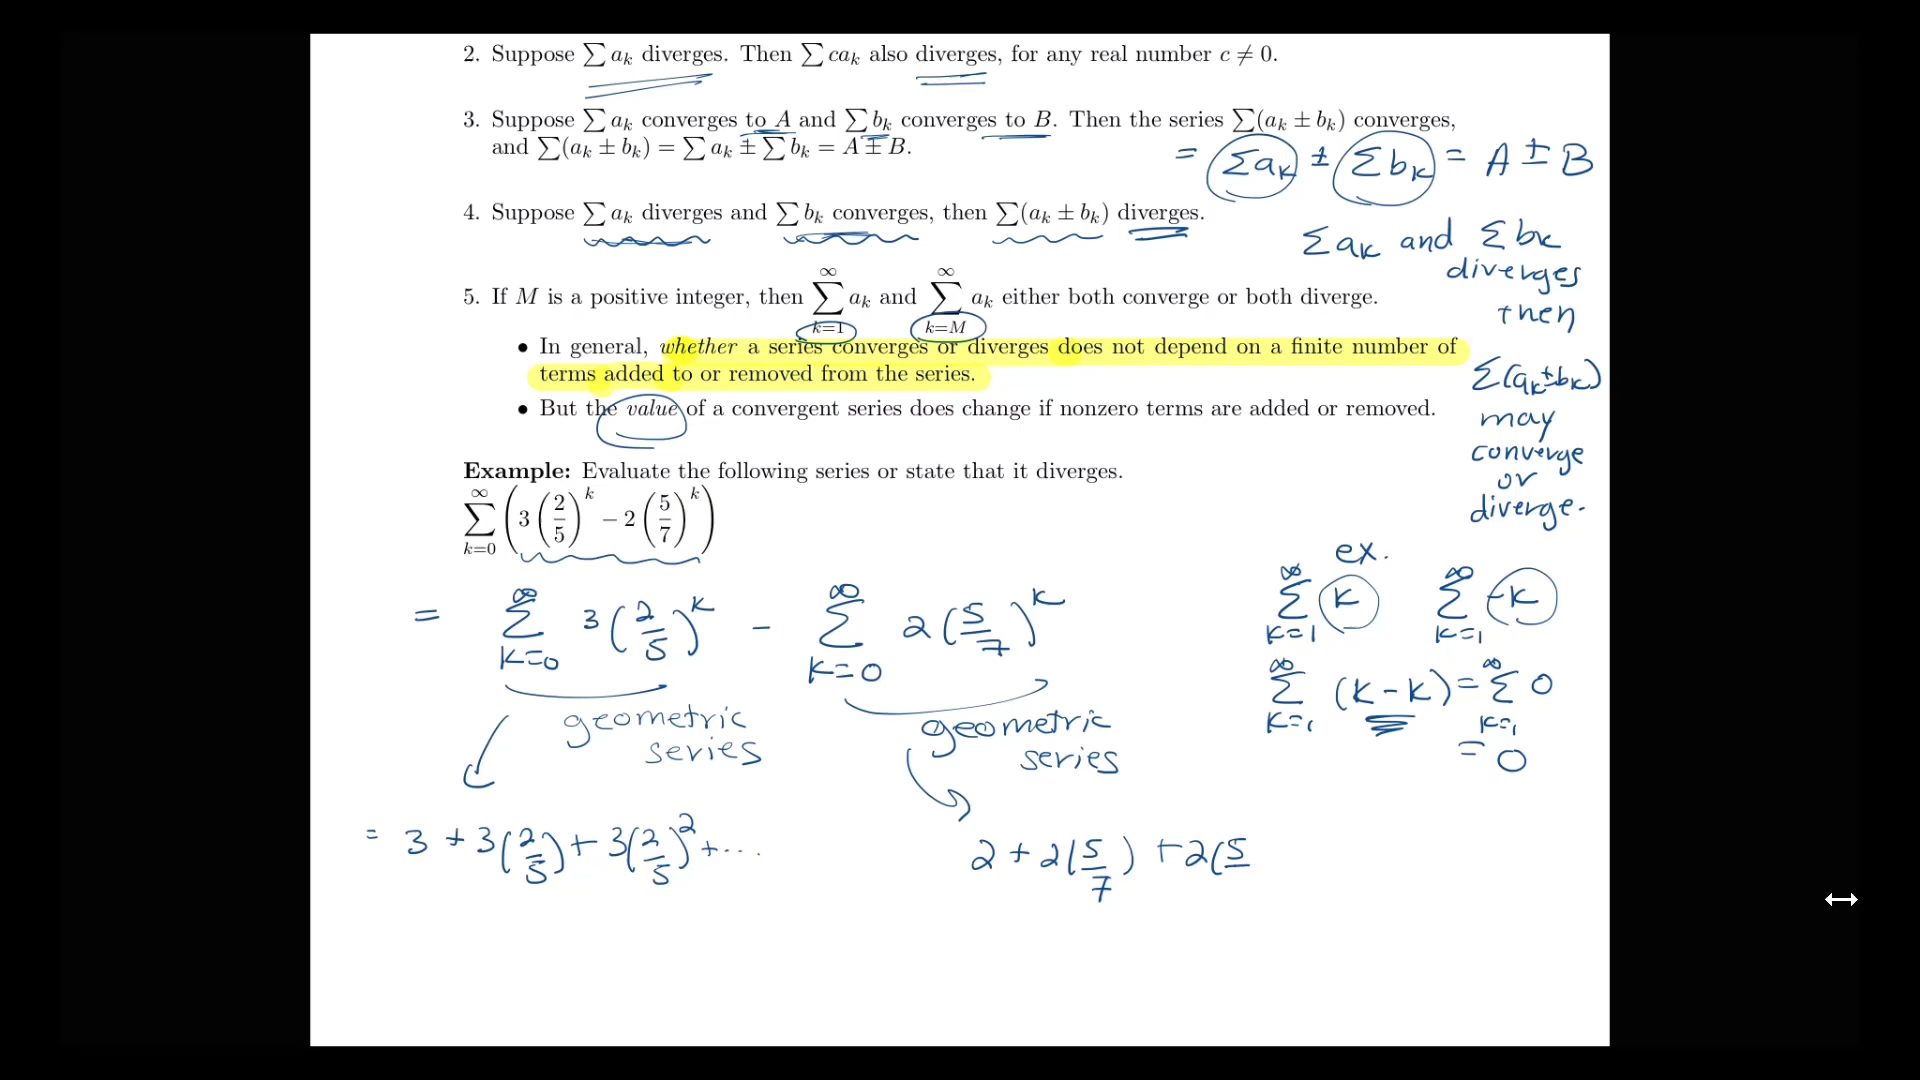 2. Suppose ∑ aₖ diverges. Then ∑ caₖ also diverges, for any real number c ≠ 0.
3. Suppose ∑ aₖ converges to A and ∑ bₖ converges to B. Then the series ∑(aₖ ± bₖ) converges,
and ∑(aₖ ± bₖ) = ∑ aₖ ± ∑ bₖ = A ± B.
= ∑aₖ ± ∑bₖ = A ± B
4. Suppose ∑ aₖ diverges and ∑ bₖ converges, then ∑(aₖ ± bₖ) diverges.
∑aₖ and ∑bₖ
diverges
then
∑(aₖ±bₖ)
may
converge
or
diverge.
5. If M is a positive integer, then ∑_{k=1}^{∞} aₖ and ∑_{k=M}^{∞} aₖ either both converge or both diverge.
• In general, whether a series converges or diverges does not depend on a finite number of
terms added to or removed from the series.
• But the value of a convergent series does change if nonzero terms are added or removed.
Example: Evaluate the following series or state that it diverges.
∑_{k=0}^{∞} (3(2/5)^k − 2(5/7)^k)
= ∑_{k=0}^{∞} 3(2/5)^k − ∑_{k=0}^{∞} 2(5/7)^k
geometric
series
geometric
series
= 3 + 3(2/5) + 3(2/5)² + ...
2 + 2(5/7) + 2(5
ex.
∑_{k=1}^{∞} k ∑_{k=1}^{∞} -k
∑_{k=1}^{∞} (k-k) = ∑_{k=1}^{∞} 0
= 0